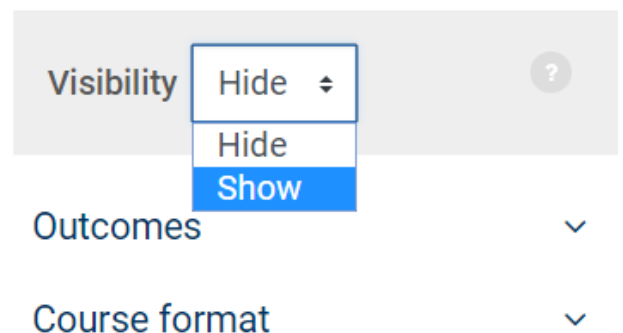 Visibility Hide ?
Hide
Show
Outcomes
Course format